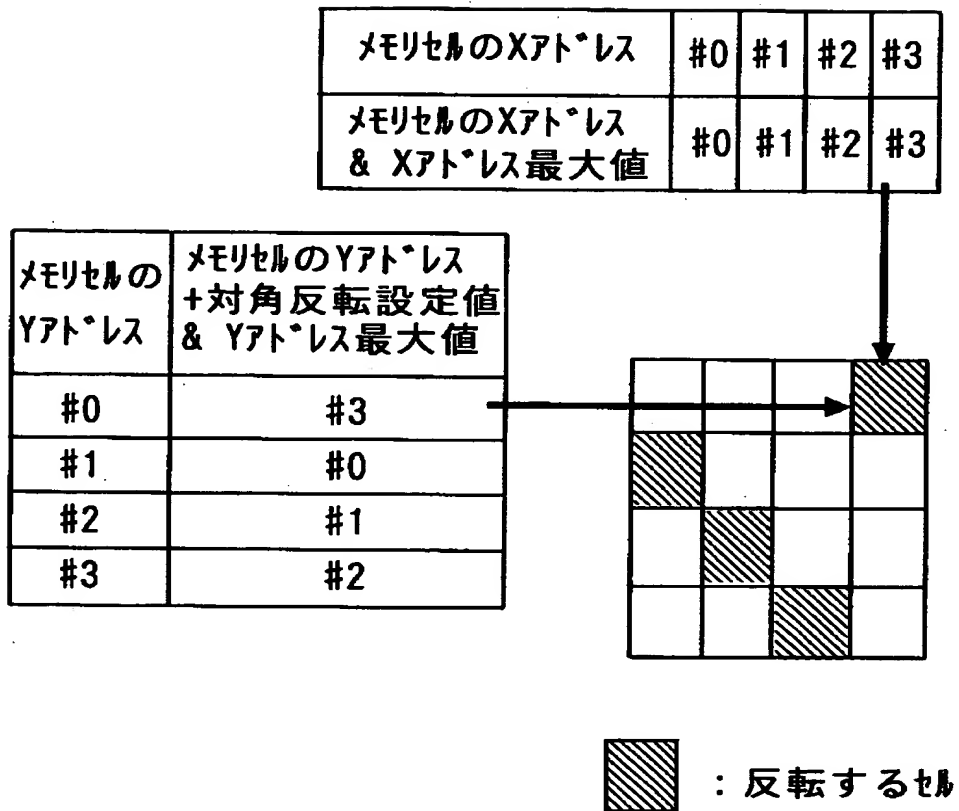 メモリセルのXアドレス #0 #1 #2 #3
メモリセルのXアドレス
& Xアドレス最大値 #0 #1 #2 #3
メモリセルの
Yアドレス
メモリセルのYアドレス
+対角反転設定値
& Yアドレス最大値
#0 #3
#1 #0
#2 #1
#3 #2
:反転するセル